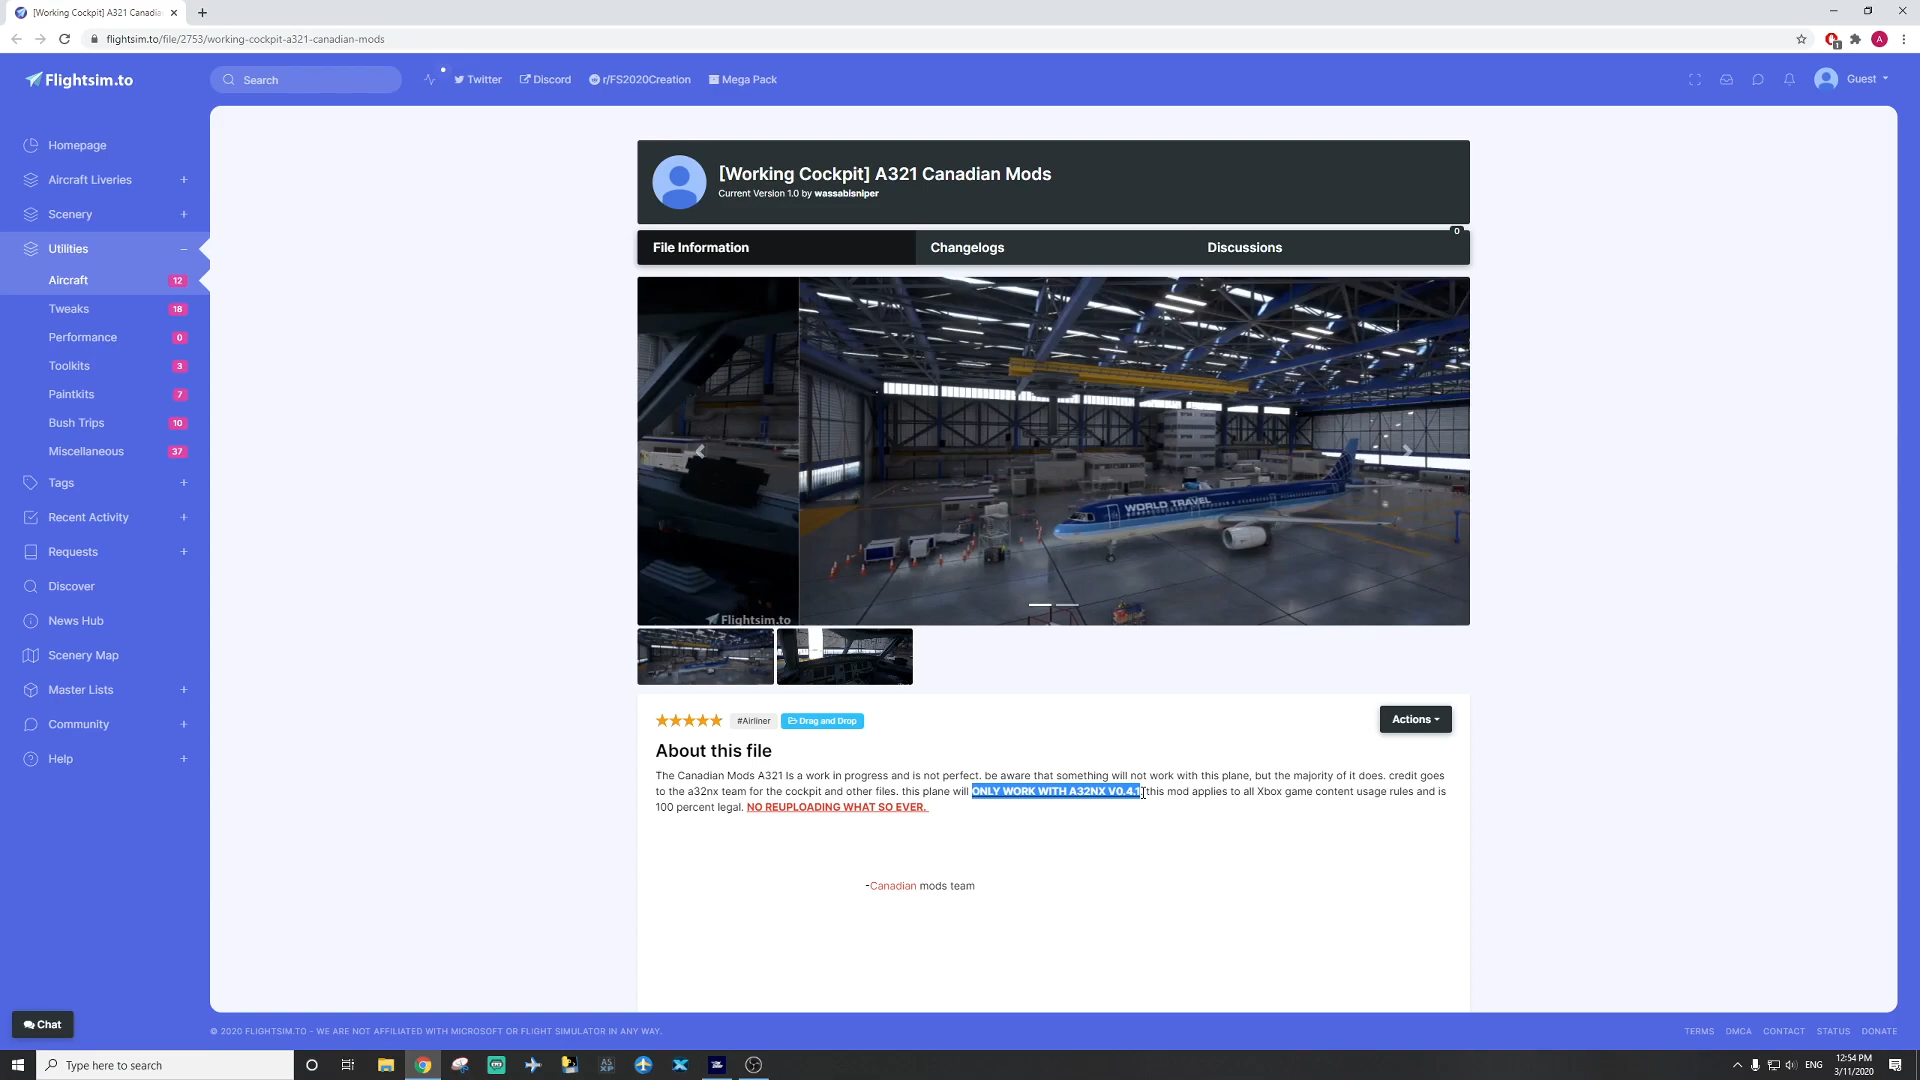 [Working Cockpit] A321 Canadia
flightsim.to/file/2753/working-cockpit-a321-canadian-mods
1
A
Flightsim.to
Search
Twitter
Discord
r/FS2020Creation
Mega Pack
Guest
Homepage
Aircraft Liveries +
Scenery +
Utilities −
Aircraft 12
Tweaks 18
Performance 0
Toolkits 3
Paintkits 7
Bush Trips 10
Miscellaneous 37
Tags +
Recent Activity +
Requests +
Discover
News Hub
Scenery Map
Master Lists +
Community +
Help +
Chat
[Working Cockpit] A321 Canadian Mods
Current Version 1.0 by wassabisniper
File Information
Changelogs
Discussions
0
WORLD TRAVEL
Flightsim.to
#Airliner
Drag and Drop
Actions
About this file
The Canadian Mods A321 Is a work in progress and is not perfect. be aware that something will not work with this plane, but the majority of it does. credit goes
to the a32nx team for the cockpit and other files. this plane will ONLY WORK WITH A32NX V0.4.1 this mod applies to all Xbox game content usage rules and is
100 percent legal. NO REUPLOADING WHAT SO EVER.
-Canadian mods team
© 2020 FLIGHTSIM.TO - WE ARE NOT AFFILIATED WITH MICROSOFT OR FLIGHT SIMULATOR IN ANY WAY.
TERMS DMCA CONTACT STATUS DONATE
Type here to search
AS
XP
ENG
12:54 PM
3/11/2020